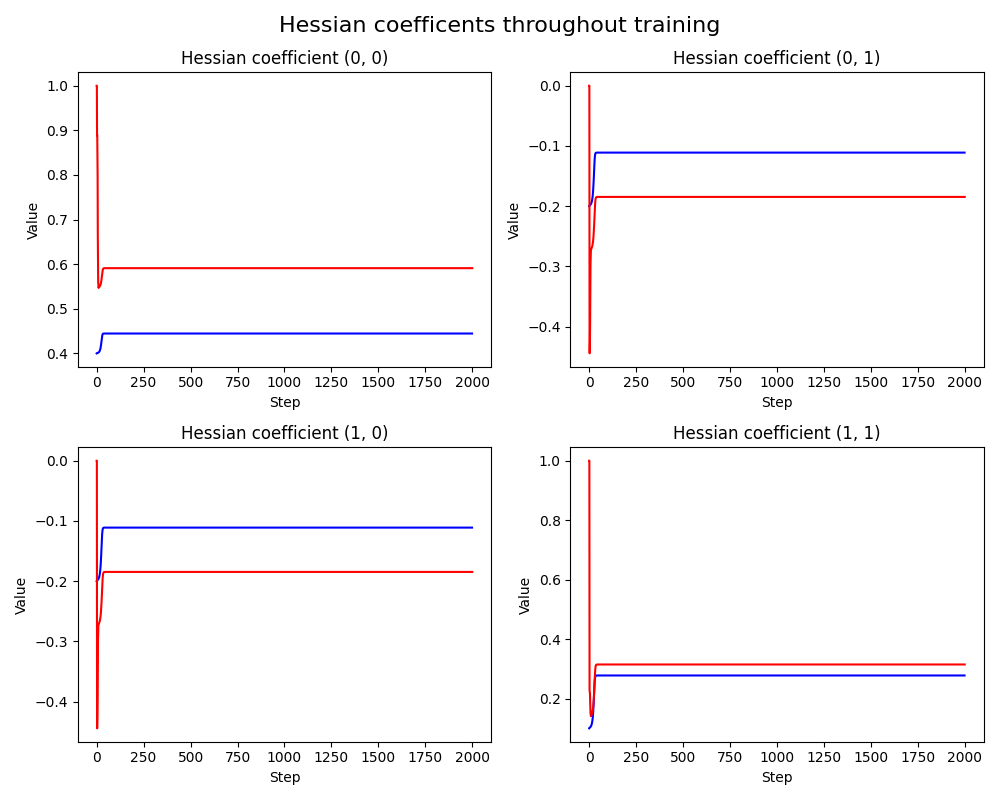 Hessian coefficents throughout training
Hessian coefficient (0, 0)
1.0
0.9
0.8
0.7
0.6
0.5
0.4
Value
0 250 500 750 1000 1250 1500 1750 2000
Step
Hessian coefficient (0, 1)
0.0
−0.1
−0.2
−0.3
−0.4
Value
0 250 500 750 1000 1250 1500 1750 2000
Step
Hessian coefficient (1, 0)
0.0
−0.1
−0.2
−0.3
−0.4
Value
0 250 500 750 1000 1250 1500 1750 2000
Step
Hessian coefficient (1, 1)
1.0
0.8
0.6
0.4
0.2
Value
0 250 500 750 1000 1250 1500 1750 2000
Step